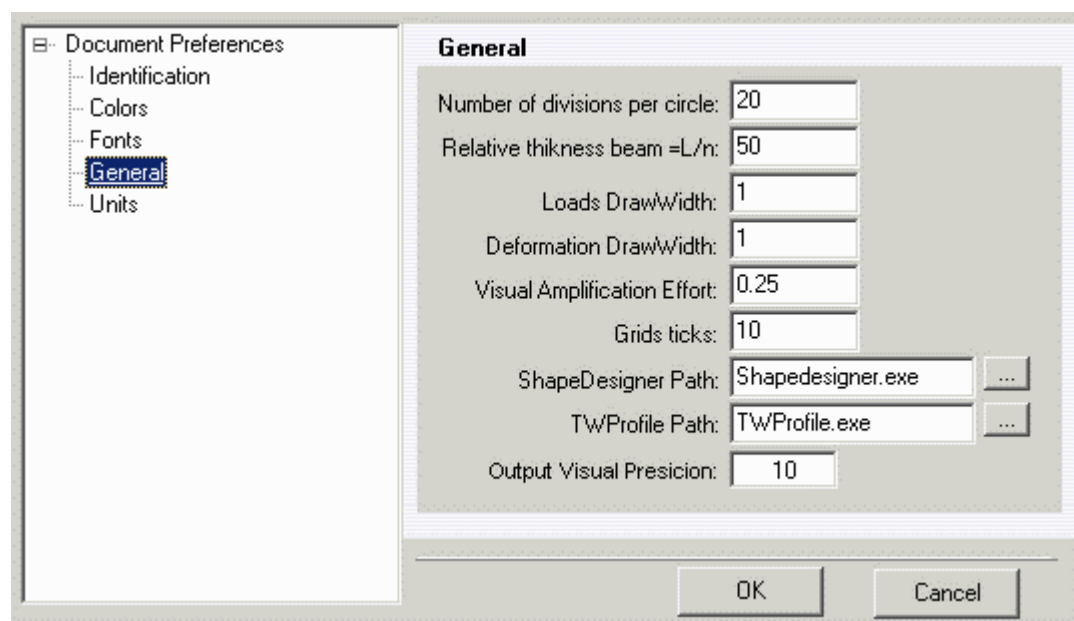 Document Preferences
Identification
Colors
Fonts
General
Units
General
Number of divisions per circle: 20
Relative thikness beam =L/n: 50
Loads DrawWidth: 1
Deformation DrawWidth: 1
Visual Amplification Effort: 0.25
Grids ticks: 10
ShapeDesigner Path: Shapedesigner.exe ...
TWProfile Path: TWProfile.exe ...
Output Visual Presicion: 10
OK Cancel